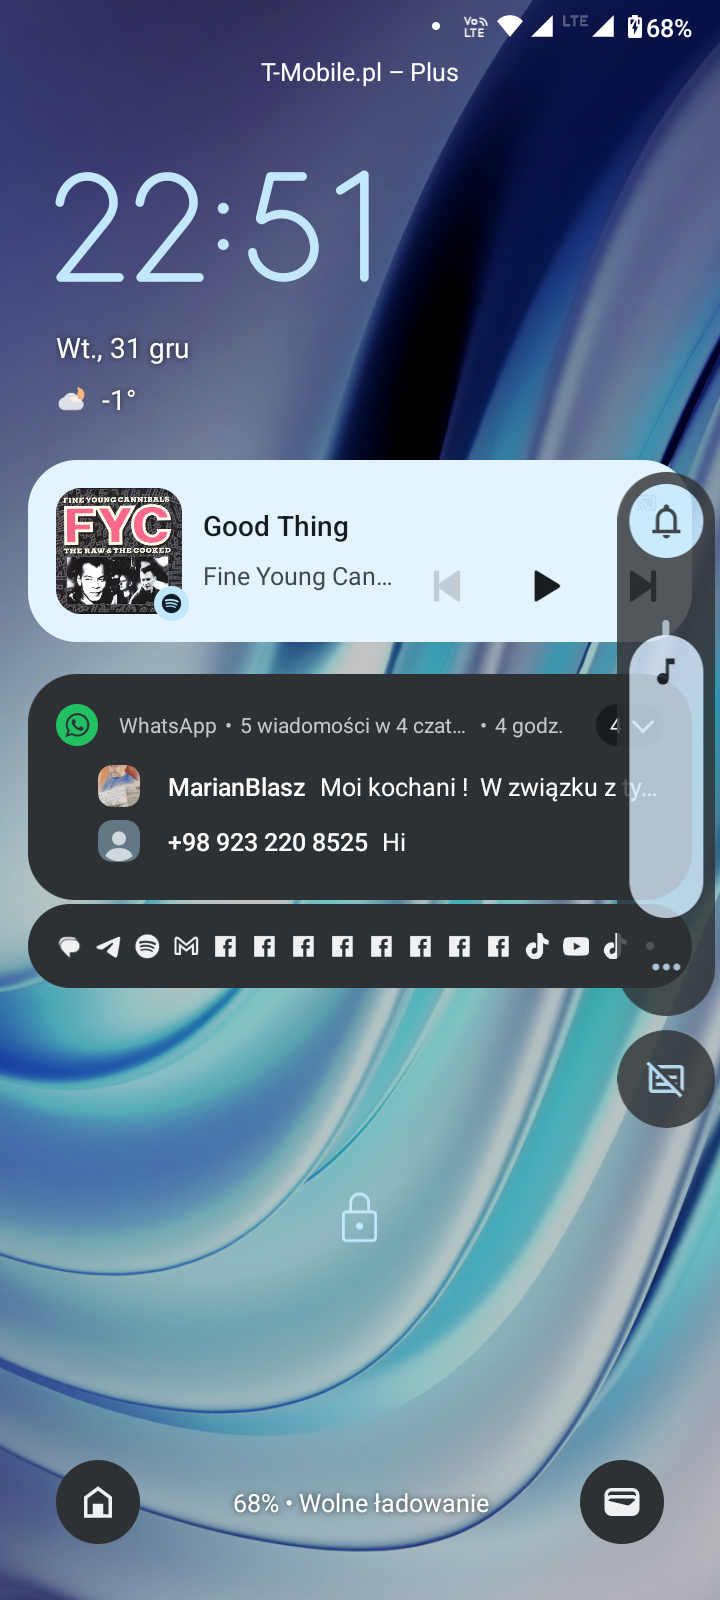 Vo LTE LTE 68%
T-Mobile.pl – Plus
22:51
Wt., 31 gru
-1°
FINE YOUNG CANNIBALS
FYC
THE RAW & THE COOKED
Good Thing
Fine Young Can...
WhatsApp • 5 wiadomości w 4 czat... • 4 godz. 4
MarianBlasz Moi kochani ! W związku z ty...
+98 923 220 8525 Hi
68% • Wolne ładowanie